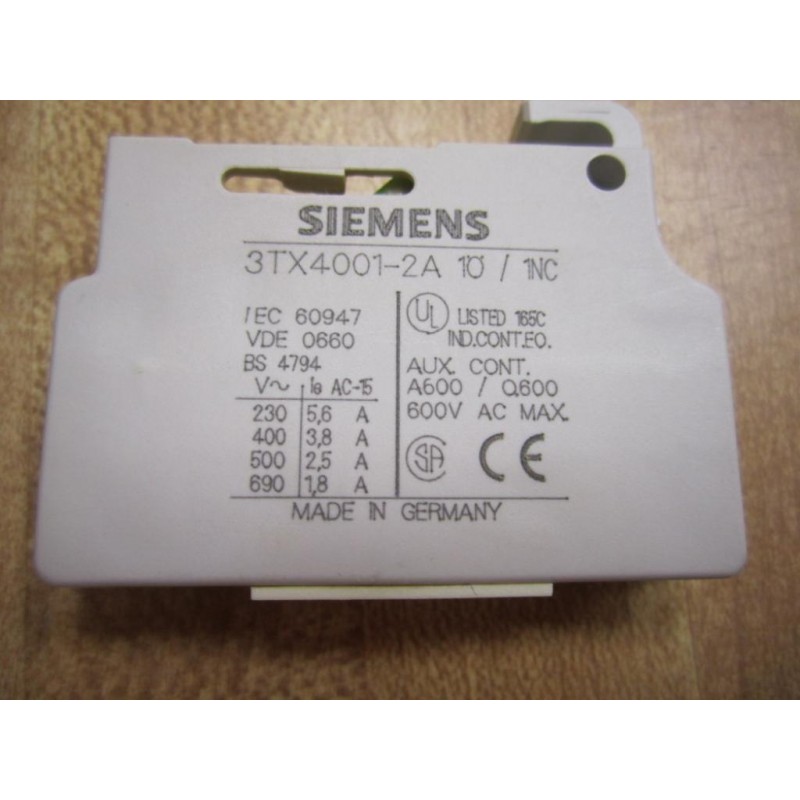 SIEMENS
3TX4001-2A 10 / 1NC
IEC 60947
VDE 0660
BS 4794
V~ Ie AC-15
230 5,6 A
400 3,8 A
500 2,5 A
690 1,8 A
UL LISTED 165C
IND.CONT.EQ.
AUX. CONT.
A600 / Q600
600V AC MAX.
SA CE
MADE IN GERMANY